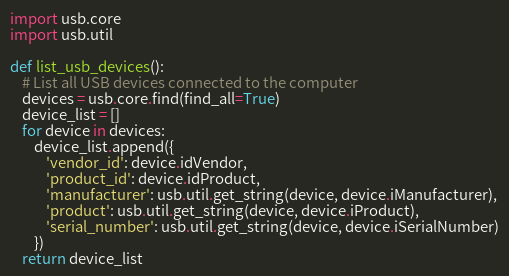 import usb.core
import usb.util

def list_usb_devices():
    # List all USB devices connected to the computer
    devices = usb.core.find(find_all=True)
    device_list = []
    for device in devices:
        device_list.append({
            'vendor_id': device.idVendor,
            'product_id': device.idProduct,
            'manufacturer': usb.util.get_string(device, device.iManufacturer),
            'product': usb.util.get_string(device, device.iProduct),
            'serial_number': usb.util.get_string(device, device.iSerialNumber)
        })
    return device_list